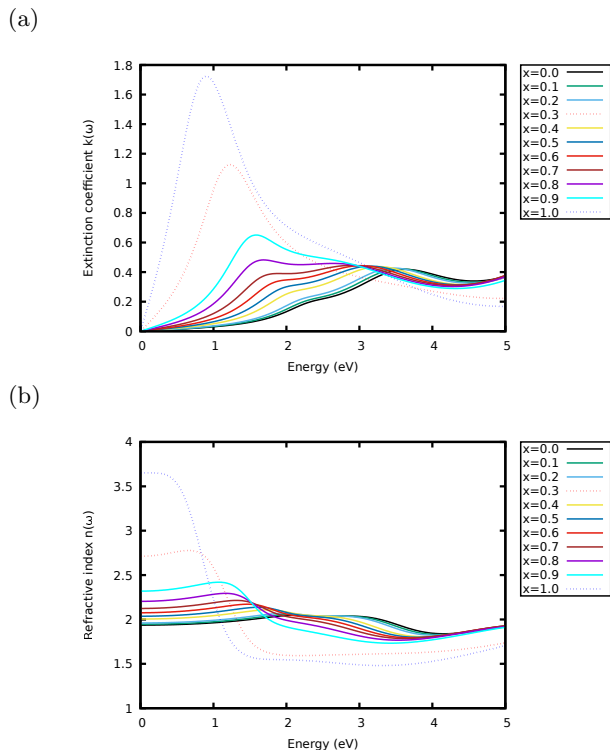 (a)
Extinction coefficient k(ω)
1.8
1.6
1.4
1.2
1
0.8
0.6
0.4
0.2
0
0 1 2 3 4 5
Energy (eV)
x=0.0
x=0.1
x=0.2
x=0.3
x=0.4
x=0.5
x=0.6
x=0.7
x=0.8
x=0.9
x=1.0
(b)
Refractive index n(ω)
4
3.5
3
2.5
2
1.5
1
0 1 2 3 4 5
Energy (eV)
x=0.0
x=0.1
x=0.2
x=0.3
x=0.4
x=0.5
x=0.6
x=0.7
x=0.8
x=0.9
x=1.0